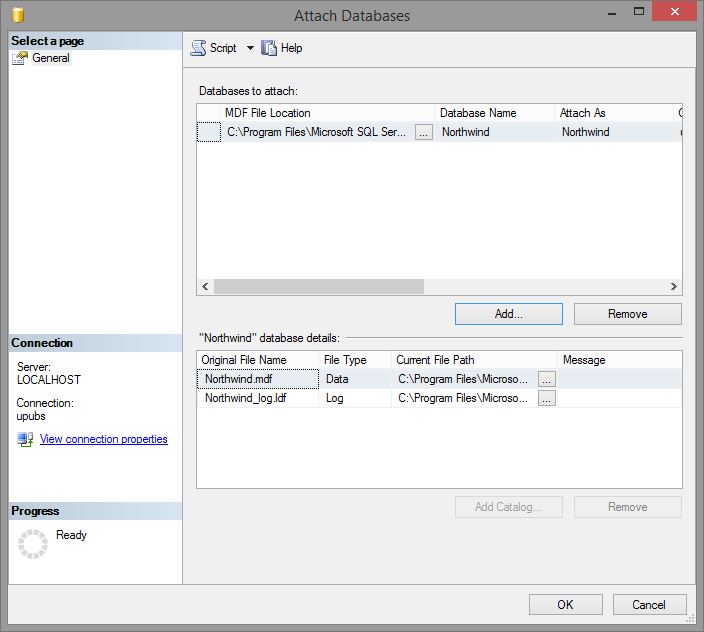 Attach Databases
Select a page
General
Script Help
Databases to attach:
MDF File Location Database Name Attach As
C:\Program Files\Microsoft SQL Ser... ... Northwind Northwind
Add... Remove
"Northwind" database details:
Original File Name File Type Current File Path Message
Northwind.mdf Data C:\Program Files\Microso... ...
Northwind_log.ldf Log C:\Program Files\Microso... ...
Add Catalog... Remove
Connection
Server:
LOCALHOST
Connection:
upubs
View connection properties
Progress
Ready
OK Cancel